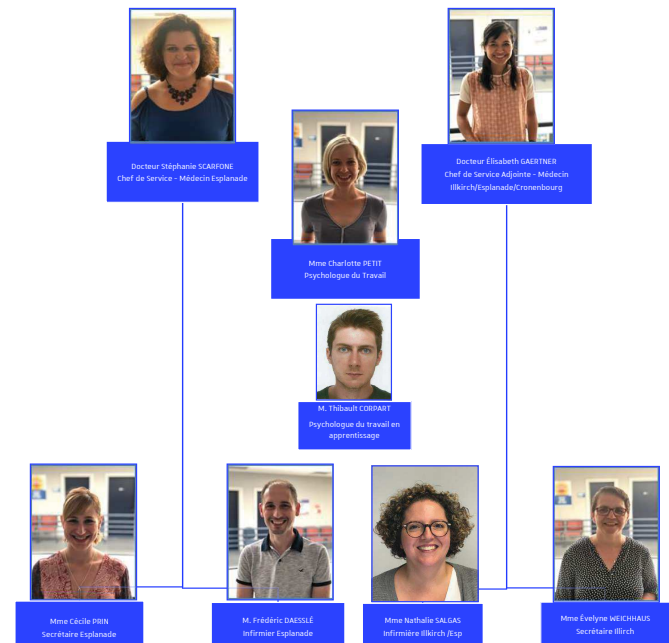 Docteur Stéphanie SCARFONE
Chef de Service - Médecin Esplanade
Docteur Élisabeth GAERTNER
Chef de Service Adjointe - Médecin
Illkirch/Esplanade/Cronenbourg
Mme Charlotte PETIT
Psychologue du Travail
M. Thibault CORPART
Psychologue du travail en
apprentissage
Mme Cécile PRIN
Secrétaire Esplanade
M. Frédéric DAESSLÉ
Infirmier Esplanade
Mme Nathalie SALGAS
Infirmière Illkirch /Esp
Mme Évelyne WEICHHAUS
Secrétaire Illirch